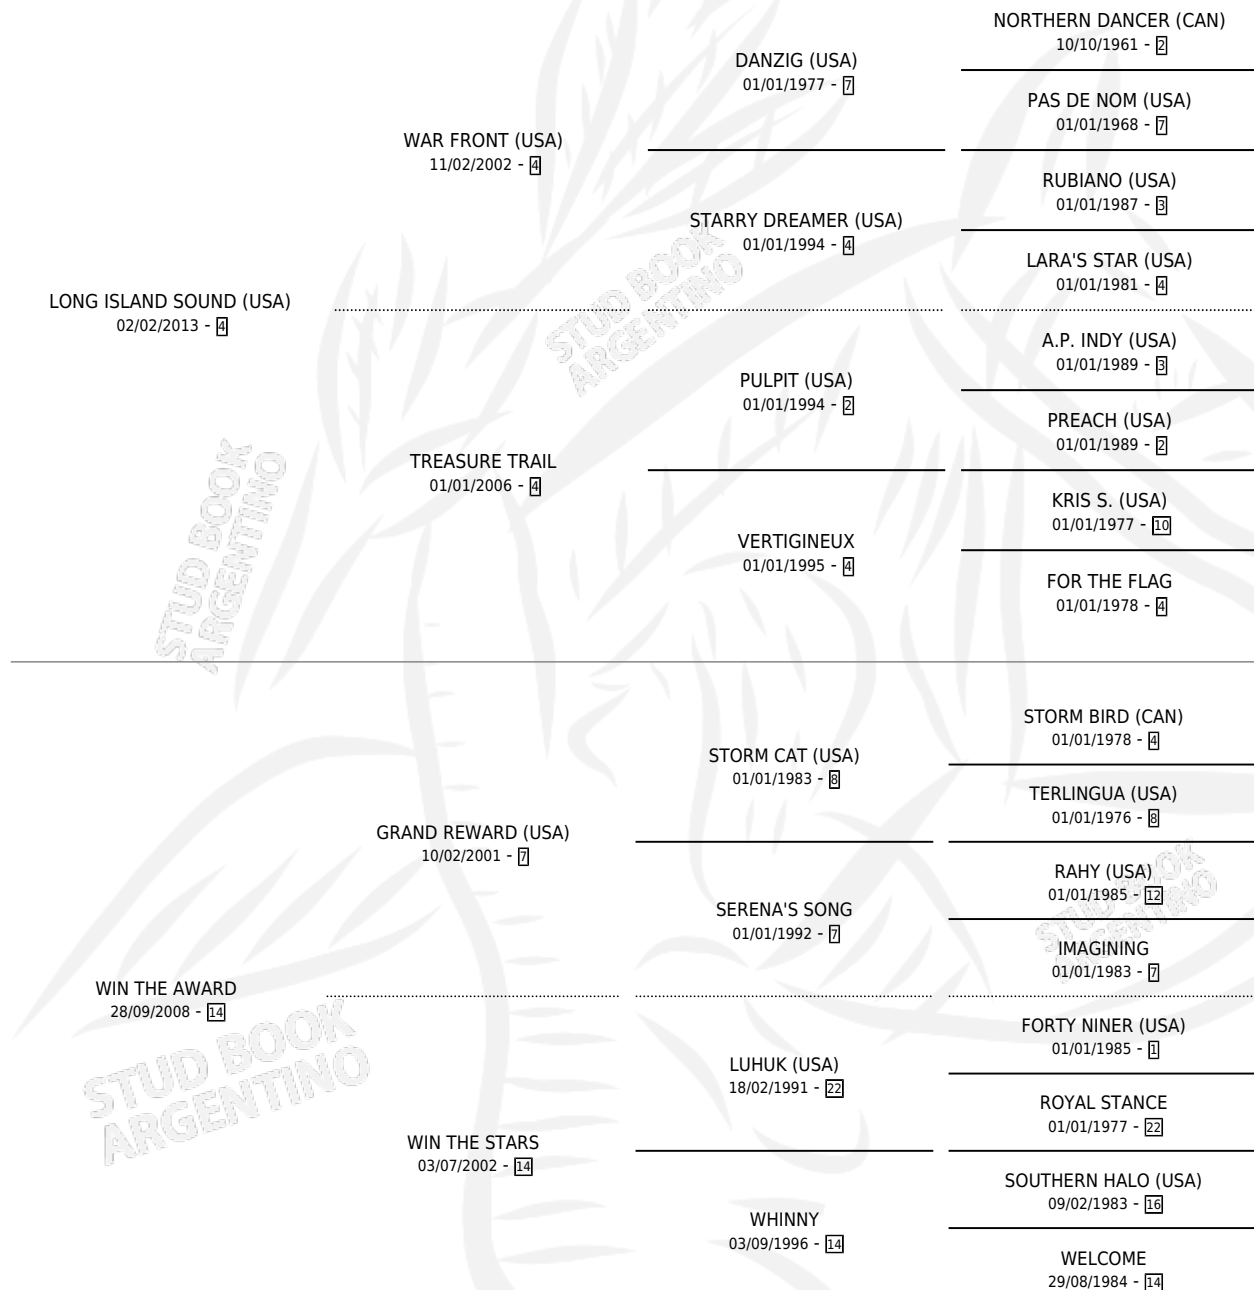 NORTHERN DANCER (CAN)
10/10/1961 - 2
DANZIG (USA)
01/01/1977 - 7
PAS DE NOM (USA)
01/01/1968 - 7
WAR FRONT (USA)
11/02/2002 - 4
RUBIANO (USA)
01/01/1987 - 3
STARRY DREAMER (USA)
01/01/1994 - 4
LARA'S STAR (USA)
01/01/1981 - 4
LONG ISLAND SOUND (USA)
02/02/2013 - 4
A.P. INDY (USA)
01/01/1989 - 3
PULPIT (USA)
01/01/1994 - 2
PREACH (USA)
01/01/1989 - 2
TREASURE TRAIL
01/01/2006 - 4
KRIS S. (USA)
01/01/1977 - 10
VERTIGINEUX
01/01/1995 - 4
FOR THE FLAG
01/01/1978 - 4
STUD BOOK
ARGENTINO
STUD BOOK
ARGENTINO
STORM BIRD (CAN)
01/01/1978 - 4
STORM CAT (USA)
01/01/1983 - 8
TERLINGUA (USA)
01/01/1976 - 8
GRAND REWARD (USA)
10/02/2001 - 7
RAHY (USA)
01/01/1985 - 12
SERENA'S SONG
01/01/1992 - 7
IMAGINING
01/01/1983 - 7
WIN THE AWARD
28/09/2008 - 14
FORTY NINER (USA)
01/01/1985 - 1
LUHUK (USA)
18/02/1991 - 22
ROYAL STANCE
01/01/1977 - 22
WIN THE STARS
03/07/2002 - 14
SOUTHERN HALO (USA)
09/02/1983 - 16
WHINNY
03/09/1996 - 14
WELCOME
29/08/1984 - 14
STUD BOOK
ARGENTINO
STUD BOOK
ARGENTINO